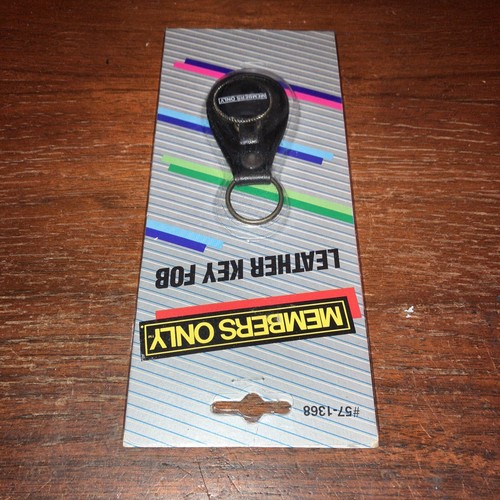 #57-1368
MEMBERS ONLY
LEATHER KEY FOB
MEMBERS ONLY